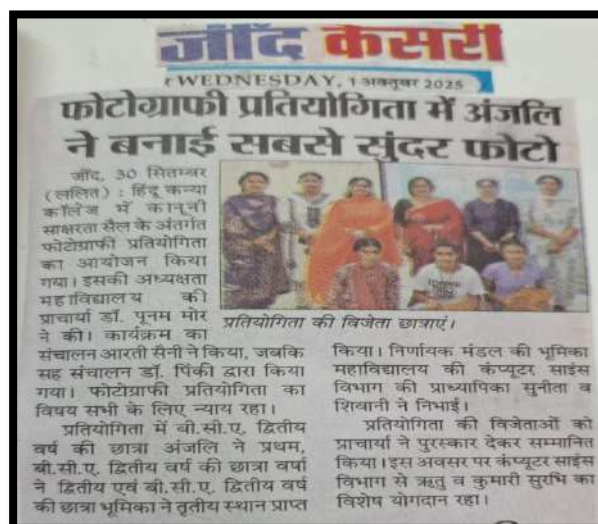 जींद केसरी
WEDNESDAY, 1 अक्तूबर 2025
फोटोग्राफी प्रतियोगिता में अंजलि
ने बनाई सबसे सुंदर फोटो
जींद, 30 सितम्बर
(ललित) : हिंदू कन्या
कॉलेज में कानूनी
साक्षरता सैल के अंतर्गत
फोटोग्राफी प्रतियोगिता
का आयोजन किया
गया। इसकी अध्यक्षता
महाविद्यालय की
प्राचार्या डॉ. पूनम मोर
ने की। कार्यक्रम का
संचालन आरती सैनी ने किया, जबकि
सह संचालन डॉ. पिंकी द्वारा किया
गया। फोटोग्राफी प्रतियोगिता का
विषय सभी के लिए न्याय रहा।
प्रतियोगिता में बी.सी.ए. द्वितीय
वर्ष की छात्रा अंजलि ने प्रथम,
बी.सी.ए. द्वितीय वर्ष की छात्रा वर्षा
ने द्वितीय एवं बी.सी.ए. द्वितीय वर्ष
की छात्रा भूमिका ने तृतीय स्थान प्राप्त
प्रतियोगिता की विजेता छात्राएं।
किया। निर्णायक मंडल की भूमिका
महाविद्यालय की कंप्यूटर साइंस
विभाग की प्राध्यापिका सुनीता व
शिवानी ने निभाई।
प्रतियोगिता की विजेताओं को
प्राचार्या ने पुरस्कार देकर सम्मानित
किया। इस अवसर पर कंप्यूटर साइंस
विभाग से ऋतु व कुमारी सुरभि का
विशेष योगदान रहा।